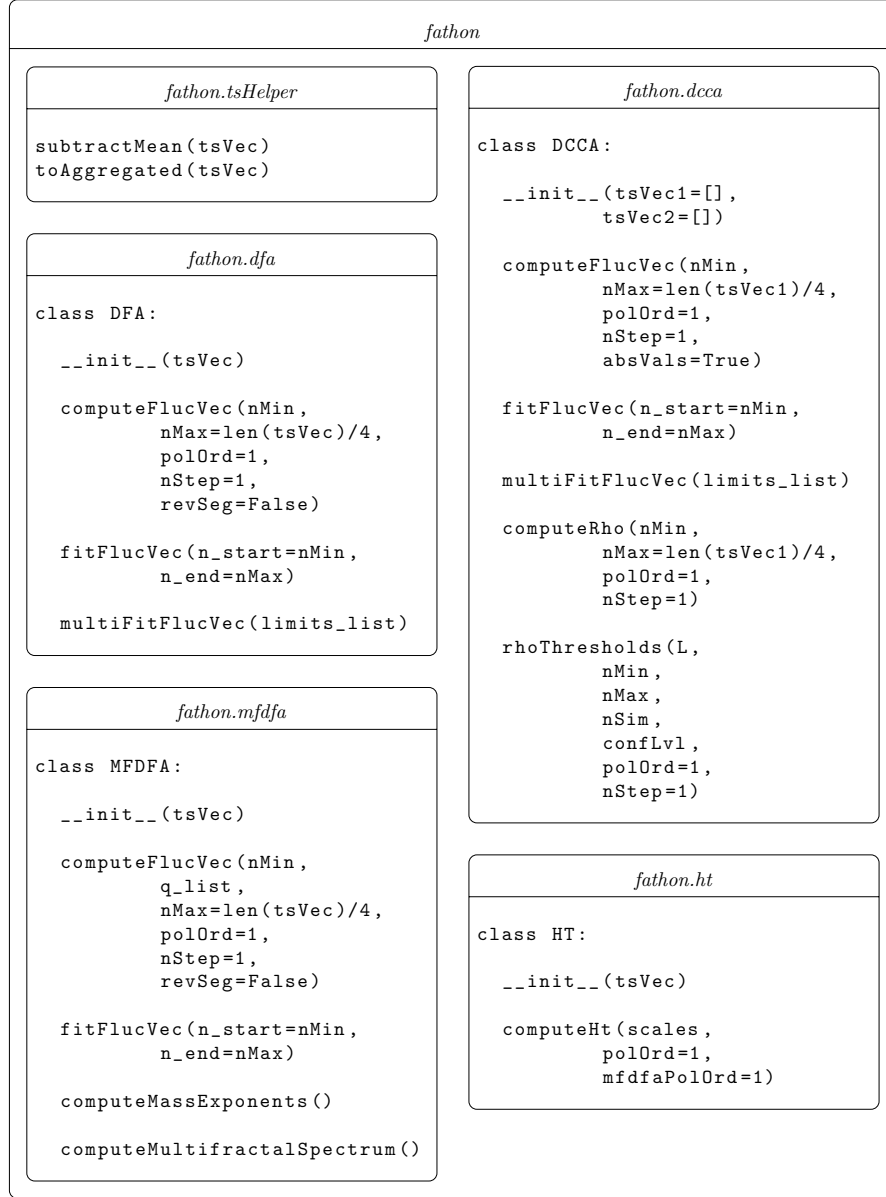 fathon
fathon.tsHelper
subtractMean(tsVec)
toAggregated(tsVec)
fathon.dfa
class DFA:
__init__(tsVec)
computeFlucVec(nMin,
nMax=len(tsVec)/4,
polOrd=1,
nStep=1,
revSeg=False)
fitFlucVec(n_start=nMin,
n_end=nMax)
multiFitFlucVec(limits_list)
fathon.mfdfa
class MFDFA:
__init__(tsVec)
computeFlucVec(nMin,
q_list,
nMax=len(tsVec)/4,
polOrd=1,
nStep=1,
revSeg=False)
fitFlucVec(n_start=nMin,
n_end=nMax)
computeMassExponents()
computeMultifractalSpectrum()
fathon.dcca
class DCCA:
__init__(tsVec1=[],
tsVec2=[])
computeFlucVec(nMin,
nMax=len(tsVec1)/4,
polOrd=1,
nStep=1,
absVals=True)
fitFlucVec(n_start=nMin,
n_end=nMax)
multiFitFlucVec(limits_list)
computeRho(nMin,
nMax=len(tsVec1)/4,
polOrd=1,
nStep=1)
rhoThresholds(L,
nMin,
nMax,
nSim,
confLvl,
polOrd=1,
nStep=1)
fathon.ht
class HT:
__init__(tsVec)
computeHt(scales,
polOrd=1,
mfdfaPolOrd=1)